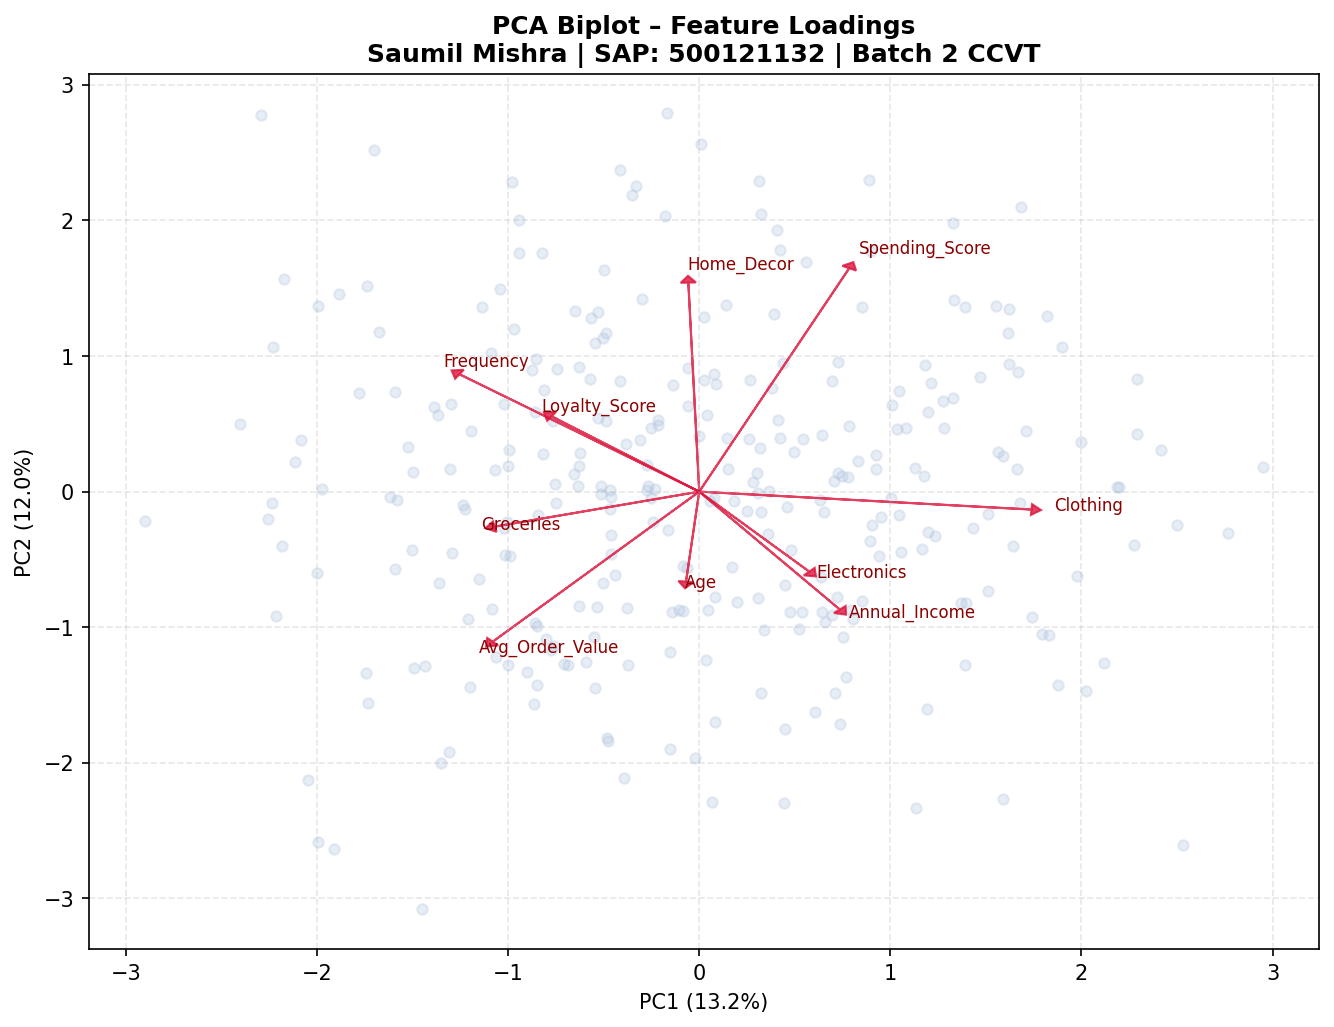 PCA Biplot – Feature Loadings
Saumil Mishra | SAP: 500121132 | Batch 2 CCVT
3
2
1
0
−1
−2
−3
PC2 (12.0%)
Home_Decor
Spending_Score
Frequency
Loyalty_Score
Clothing
Groceries
Electronics
Age
Annual_Income
Avg_Order_Value
−3
−2
−1
0
1
2
3
PC1 (13.2%)